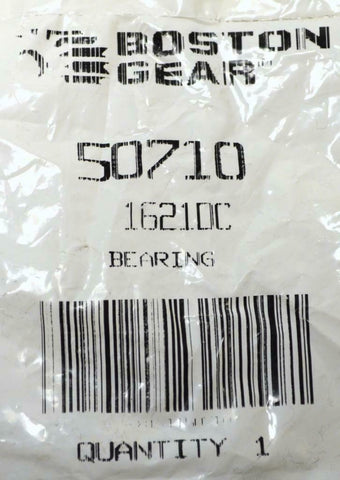 BOSTON
GEAR
50710
1621DC
BEARING
QUANTITY 1